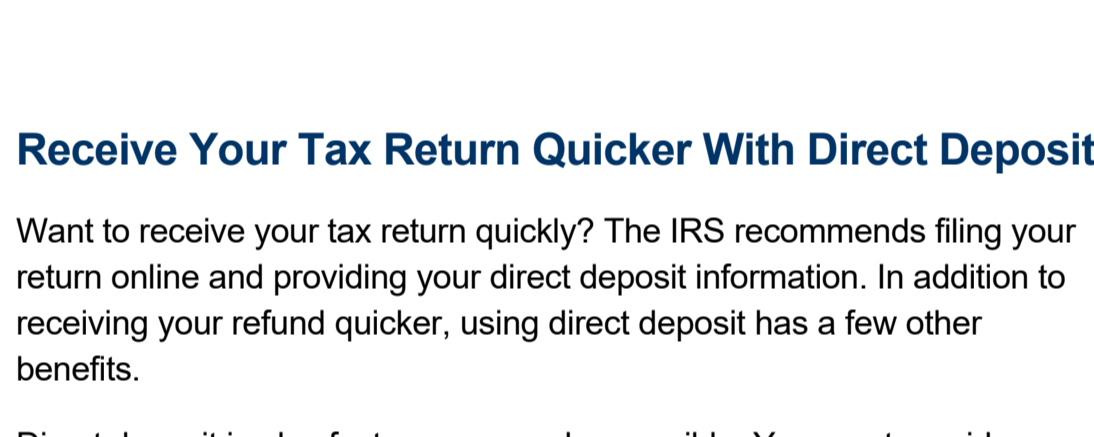 Receive Your Tax Return Quicker With Direct Deposit
Want to receive your tax return quickly? The IRS recommends filing your
return online and providing your direct deposit information. In addition to
receiving your refund quicker, using direct deposit has a few other
benefits.